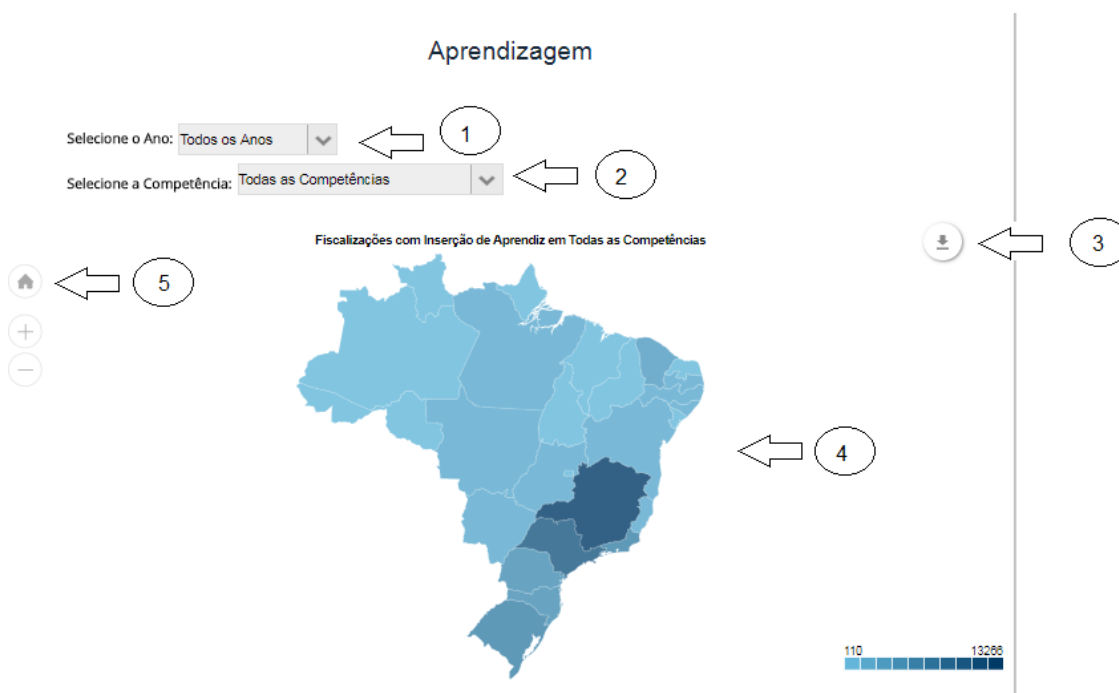 Aprendizagem
Selecione o Ano: Todos os Anos
1
Selecione a Competência: Todas as Competências
2
Fiscalizações com Inserção de Aprendiz em Todas as Competências
3
5
4
110 13266